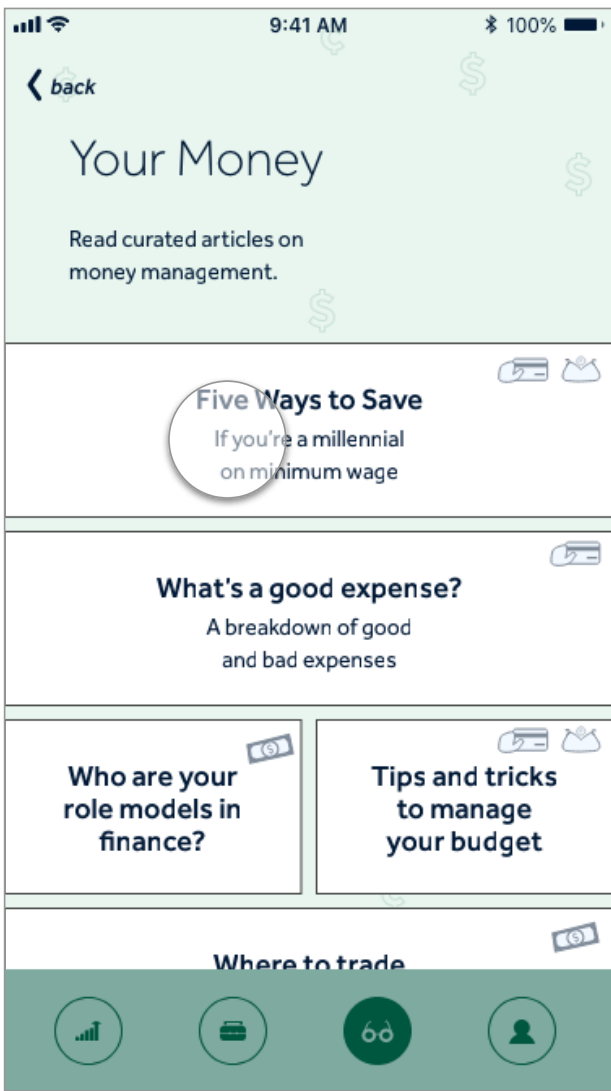 9:41 AM
100%
back
Your Money
Read curated articles on
money management.
Five Ways to Save
If you're a millennial
on minimum wage
What's a good expense?
A breakdown of good
and bad expenses
Who are your
role models in
finance?
Tips and tricks
to manage
your budget
Where to trade